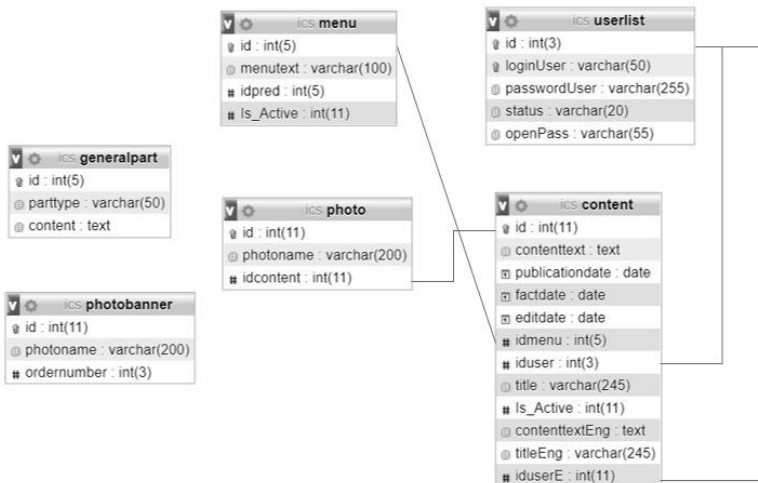 ics menu
id : int(5)
menutext : varchar(100)
idpred : int(5)
Is_Active : int(11)
ics userlist
id : int(3)
loginUser : varchar(50)
passwordUser : varchar(255)
status : varchar(20)
openPass : varchar(55)
ics generalpart
id : int(5)
parttype : varchar(50)
content : text
ics photo
id : int(11)
photoname : varchar(200)
idcontent : int(11)
ics content
id : int(11)
contenttext : text
publicationdate : date
factdate : date
editdate : date
idmenu : int(5)
iduser : int(3)
title : varchar(245)
Is_Active : int(11)
contenttextEng : text
titleEng : varchar(245)
iduserE : int(11)
ics photobanner
id : int(11)
photoname : varchar(200)
ordernumber : int(3)